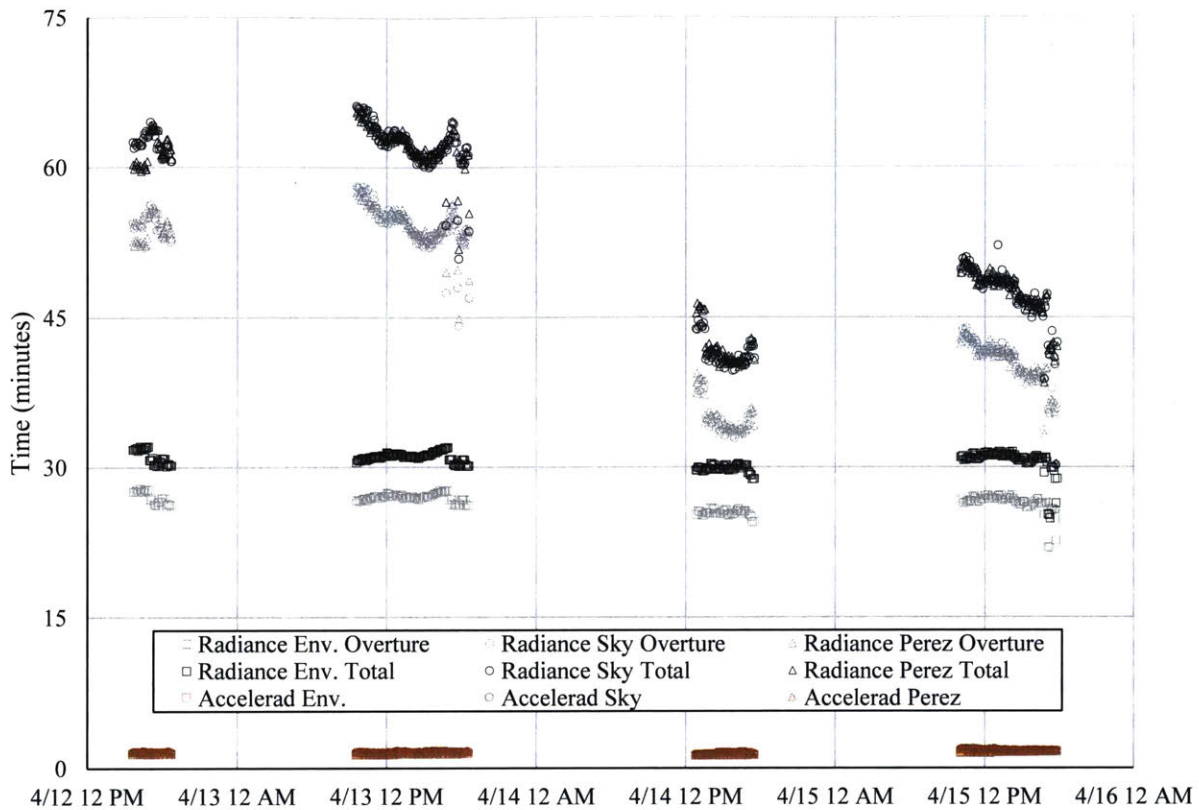 75
60
45
30
15
0
Time (minutes)
Radiance Env. Overture Radiance Sky Overture Radiance Perez Overture
Radiance Env. Total Radiance Sky Total Radiance Perez Total
Accelerad Env. Accelerad Sky Accelerad Perez
4/12 12 PM 4/13 12 AM 4/13 12 PM 4/14 12 AM 4/14 12 PM 4/15 12 AM 4/15 12 PM 4/16 12 AM